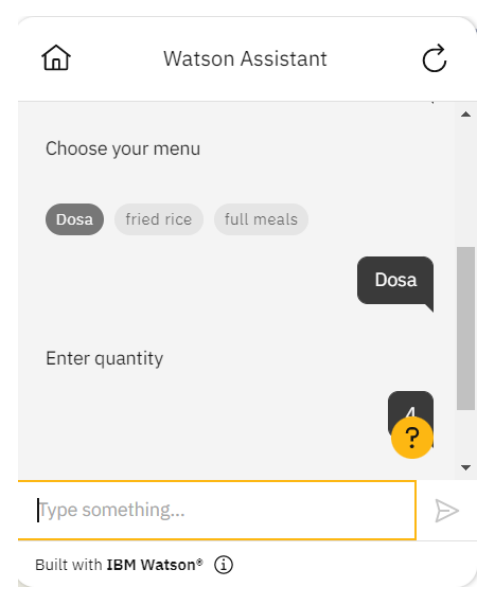 Watson Assistant
Choose your menu
Dosa fried rice full meals
Dosa
Enter quantity
4
?
Type something...
Built with IBM Watson®